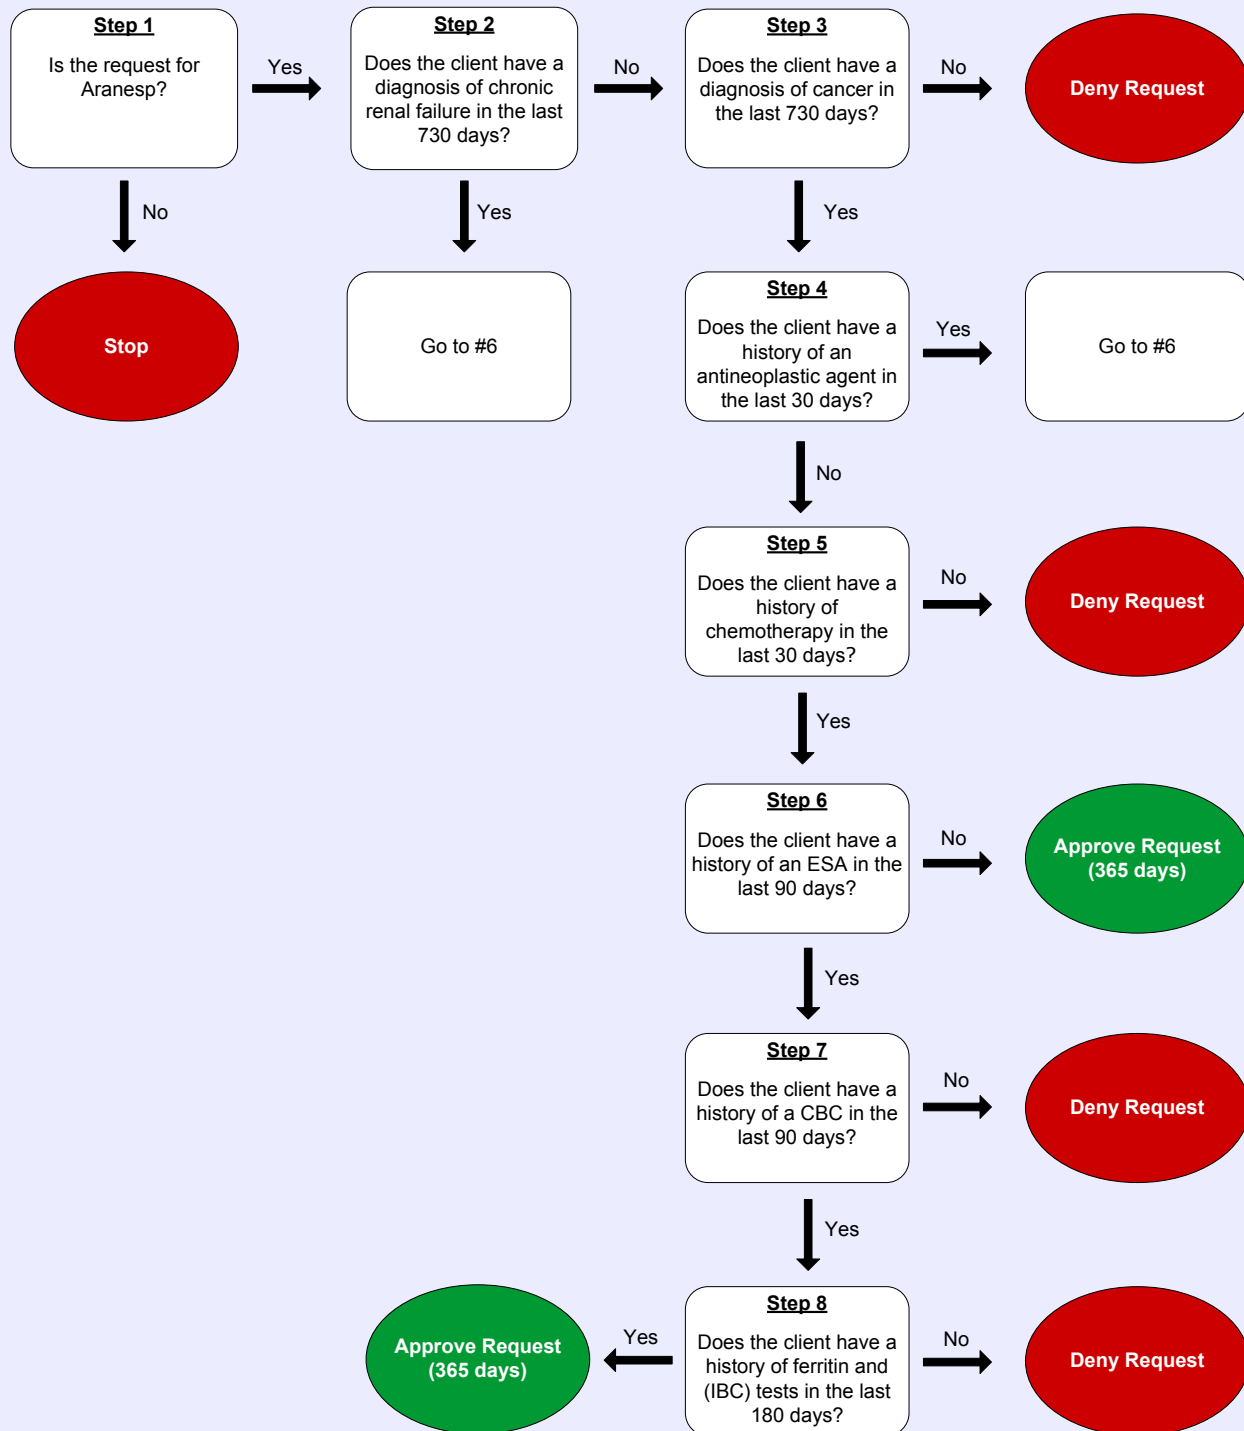 Step 1
Is the request for
Aranesp?
Yes
Step 2
Does the client have a
diagnosis of chronic
renal failure in the last
730 days?
No
Step 3
Does the client have a
diagnosis of cancer in
the last 730 days?
No
Deny Request
No
Yes
Yes
Stop
Go to #6
Step 4
Does the client have a
history of an
antineoplastic agent in
the last 30 days?
Yes
Go to #6
No
Step 5
Does the client have a
history of
chemotherapy in the
last 30 days?
No
Deny Request
Yes
Step 6
Does the client have a
history of an ESA in the
last 90 days?
No
Approve Request
(365 days)
Yes
Step 7
Does the client have a
history of a CBC in the
last 90 days?
No
Deny Request
Yes
Approve Request
(365 days)
Yes
Step 8
Does the client have a
history of ferritin and
(IBC) tests in the last
180 days?
No
Deny Request